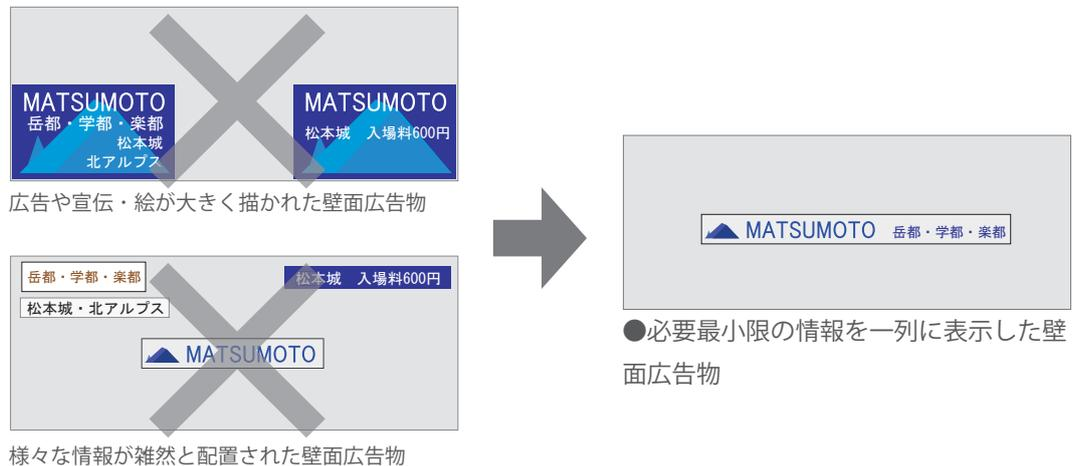 MATSUMOTO
岳都・学都・楽都
松本城
北アルプス
MATSUMOTO
松本城　入場料600円
広告や宣伝・絵が大きく描かれた壁面広告物
岳都・学都・楽都
松本城　入場料600円
松本城・北アルプス
MATSUMOTO
様々な情報が雑然と配置された壁面広告物
MATSUMOTO　岳都・学都・楽都
●必要最小限の情報を一列に表示した壁
面広告物